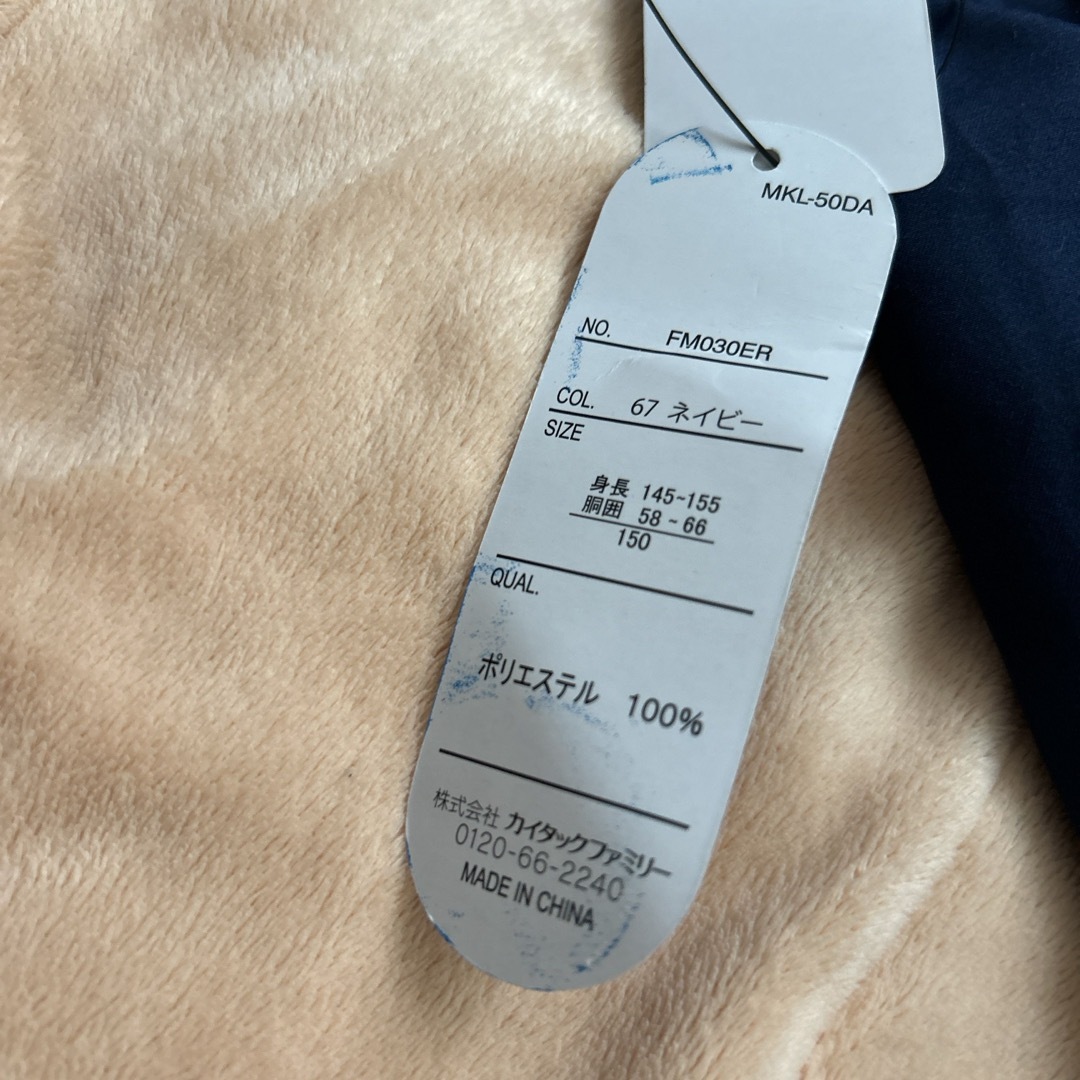 MKL-50DA
NO. FM030ER
COL. 67 ネイビー
SIZE
身長 145~155
胴囲 58 ~ 66
150
QUAL.
ポリエステル 100%
株式会社 カイタックファミリー
0120-66-2240
MADE IN CHINA